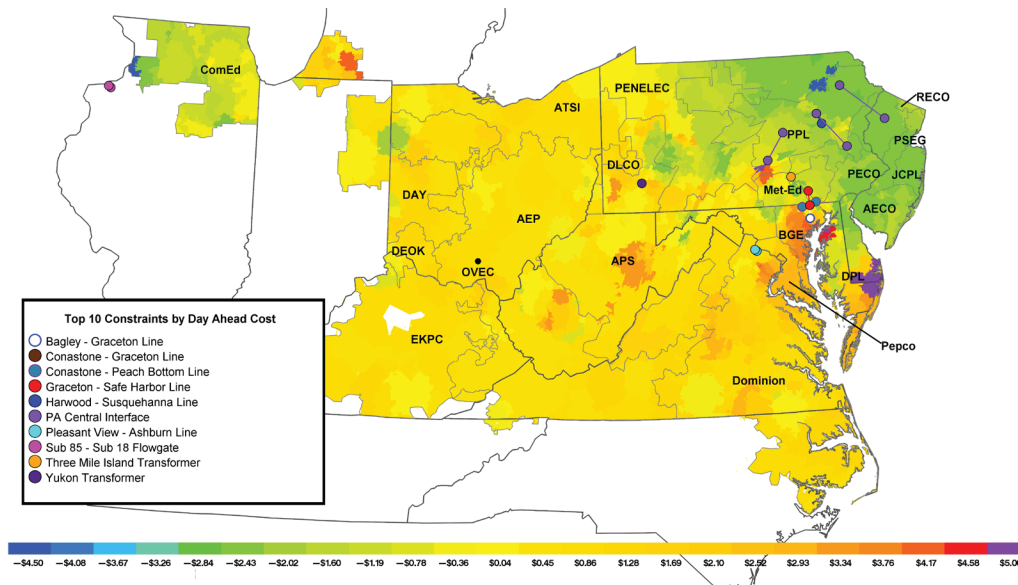 ComEd
PENELEC
ATSI
RECO
PPL
PSEG
DLCO
PECO
JCPL
Met-Ed
DAY
AECO
AEP
BGE
DEOK
APS
OVEC
DPL
Top 10 Constraints by Day Ahead Cost
Bagley - Graceton Line
Conastone - Graceton Line
Conastone - Peach Bottom Line
Graceton - Safe Harbor Line
Harwood - Susquehanna Line
PA Central Interface
Pleasant View - Ashburn Line
Sub 85 - Sub 18 Flowgate
Three Mile Island Transformer
Yukon Transformer
EKPC
Pepco
Dominion
−$4.50 −$4.08 −$3.67 −$3.26 −$2.84 −$2.43 −$2.02 −$1.60 −$1.19 −$0.78 −$0.36 $0.04 $0.45 $0.86 $1.28 $1.69 $2.10 $2.52 $2.93 $3.34 $3.76 $4.17 $4.58 $5.00